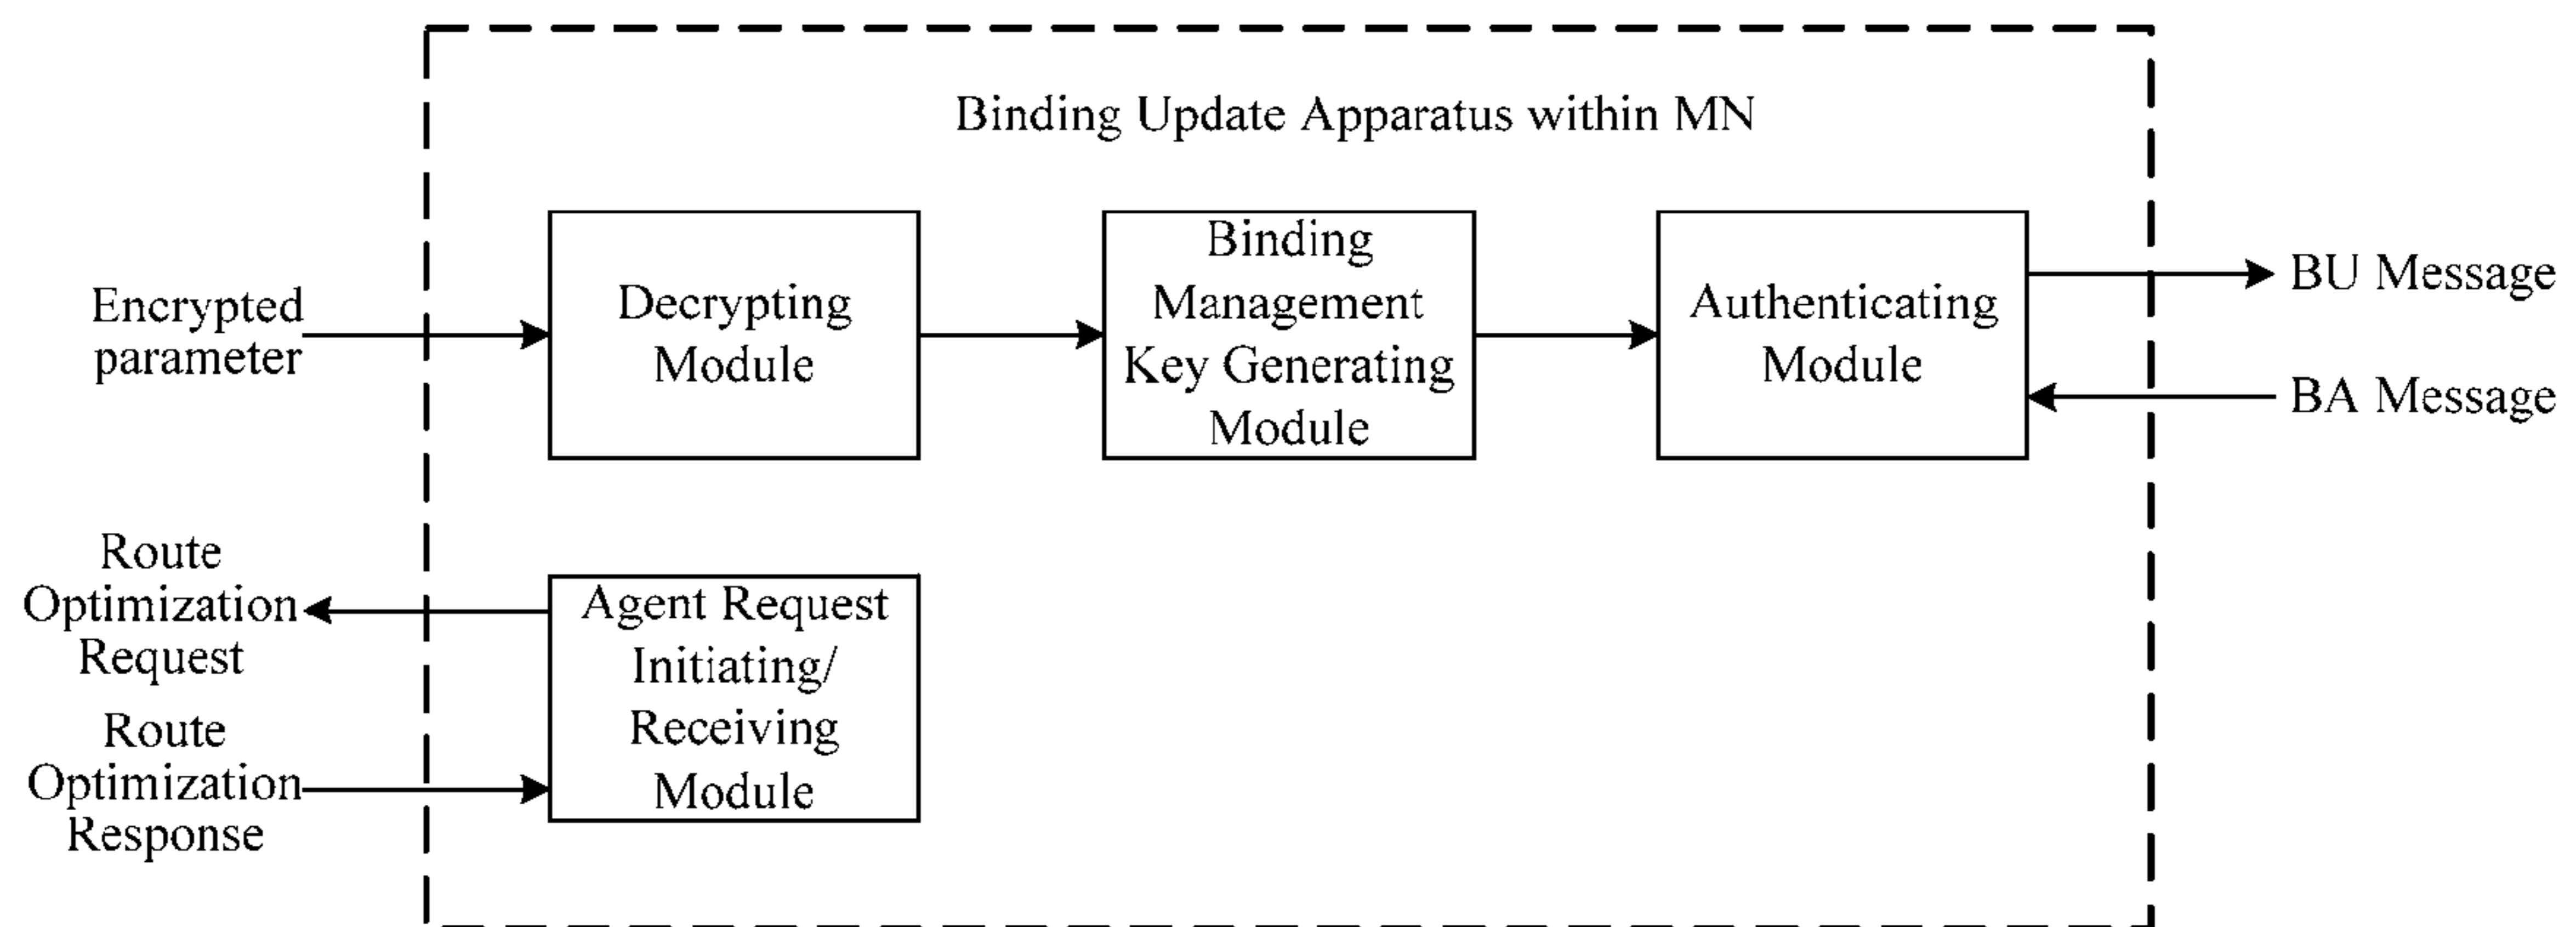 Binding Update Apparatus within MN
Encrypted
parameter
Decrypting
Module
Binding
Management
Key Generating
Module
Authenticating
Module
BU Message
BA Message
Route
Optimization
Request
Route
Optimization
Response
Agent Request
Initiating/
Receiving
Module